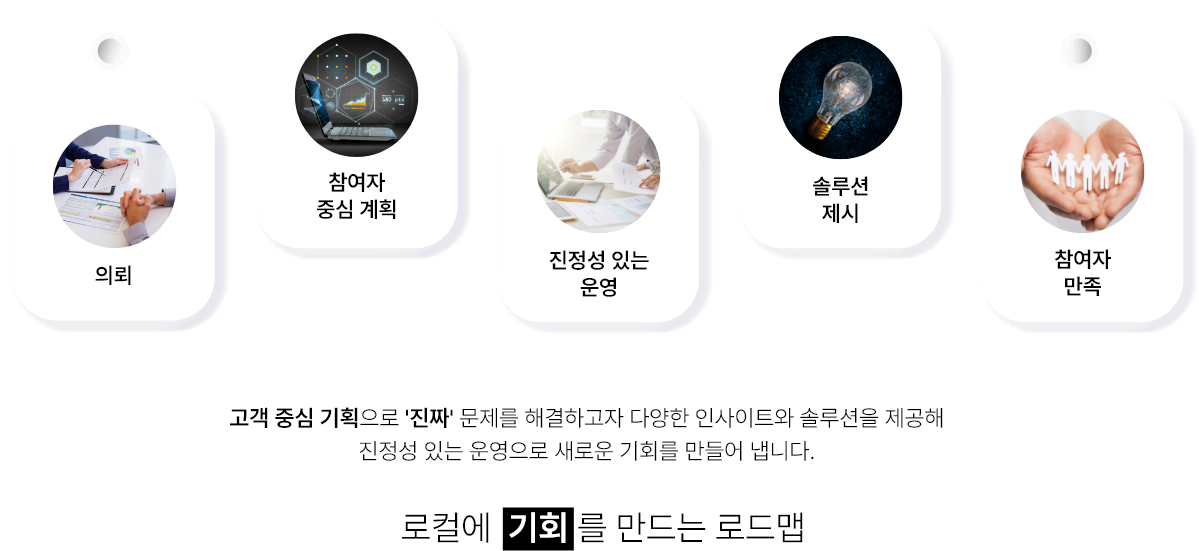 의뢰
참여자
중심 계획
진정성 있는
운영
솔루션
제시
참여자
만족
고객 중심 기획으로 '진짜' 문제를 해결하고자 다양한 인사이트와 솔루션을 제공해
진정성 있는 운영으로 새로운 기회를 만들어 냅니다.
로컬에 기회를 만드는 로드맵